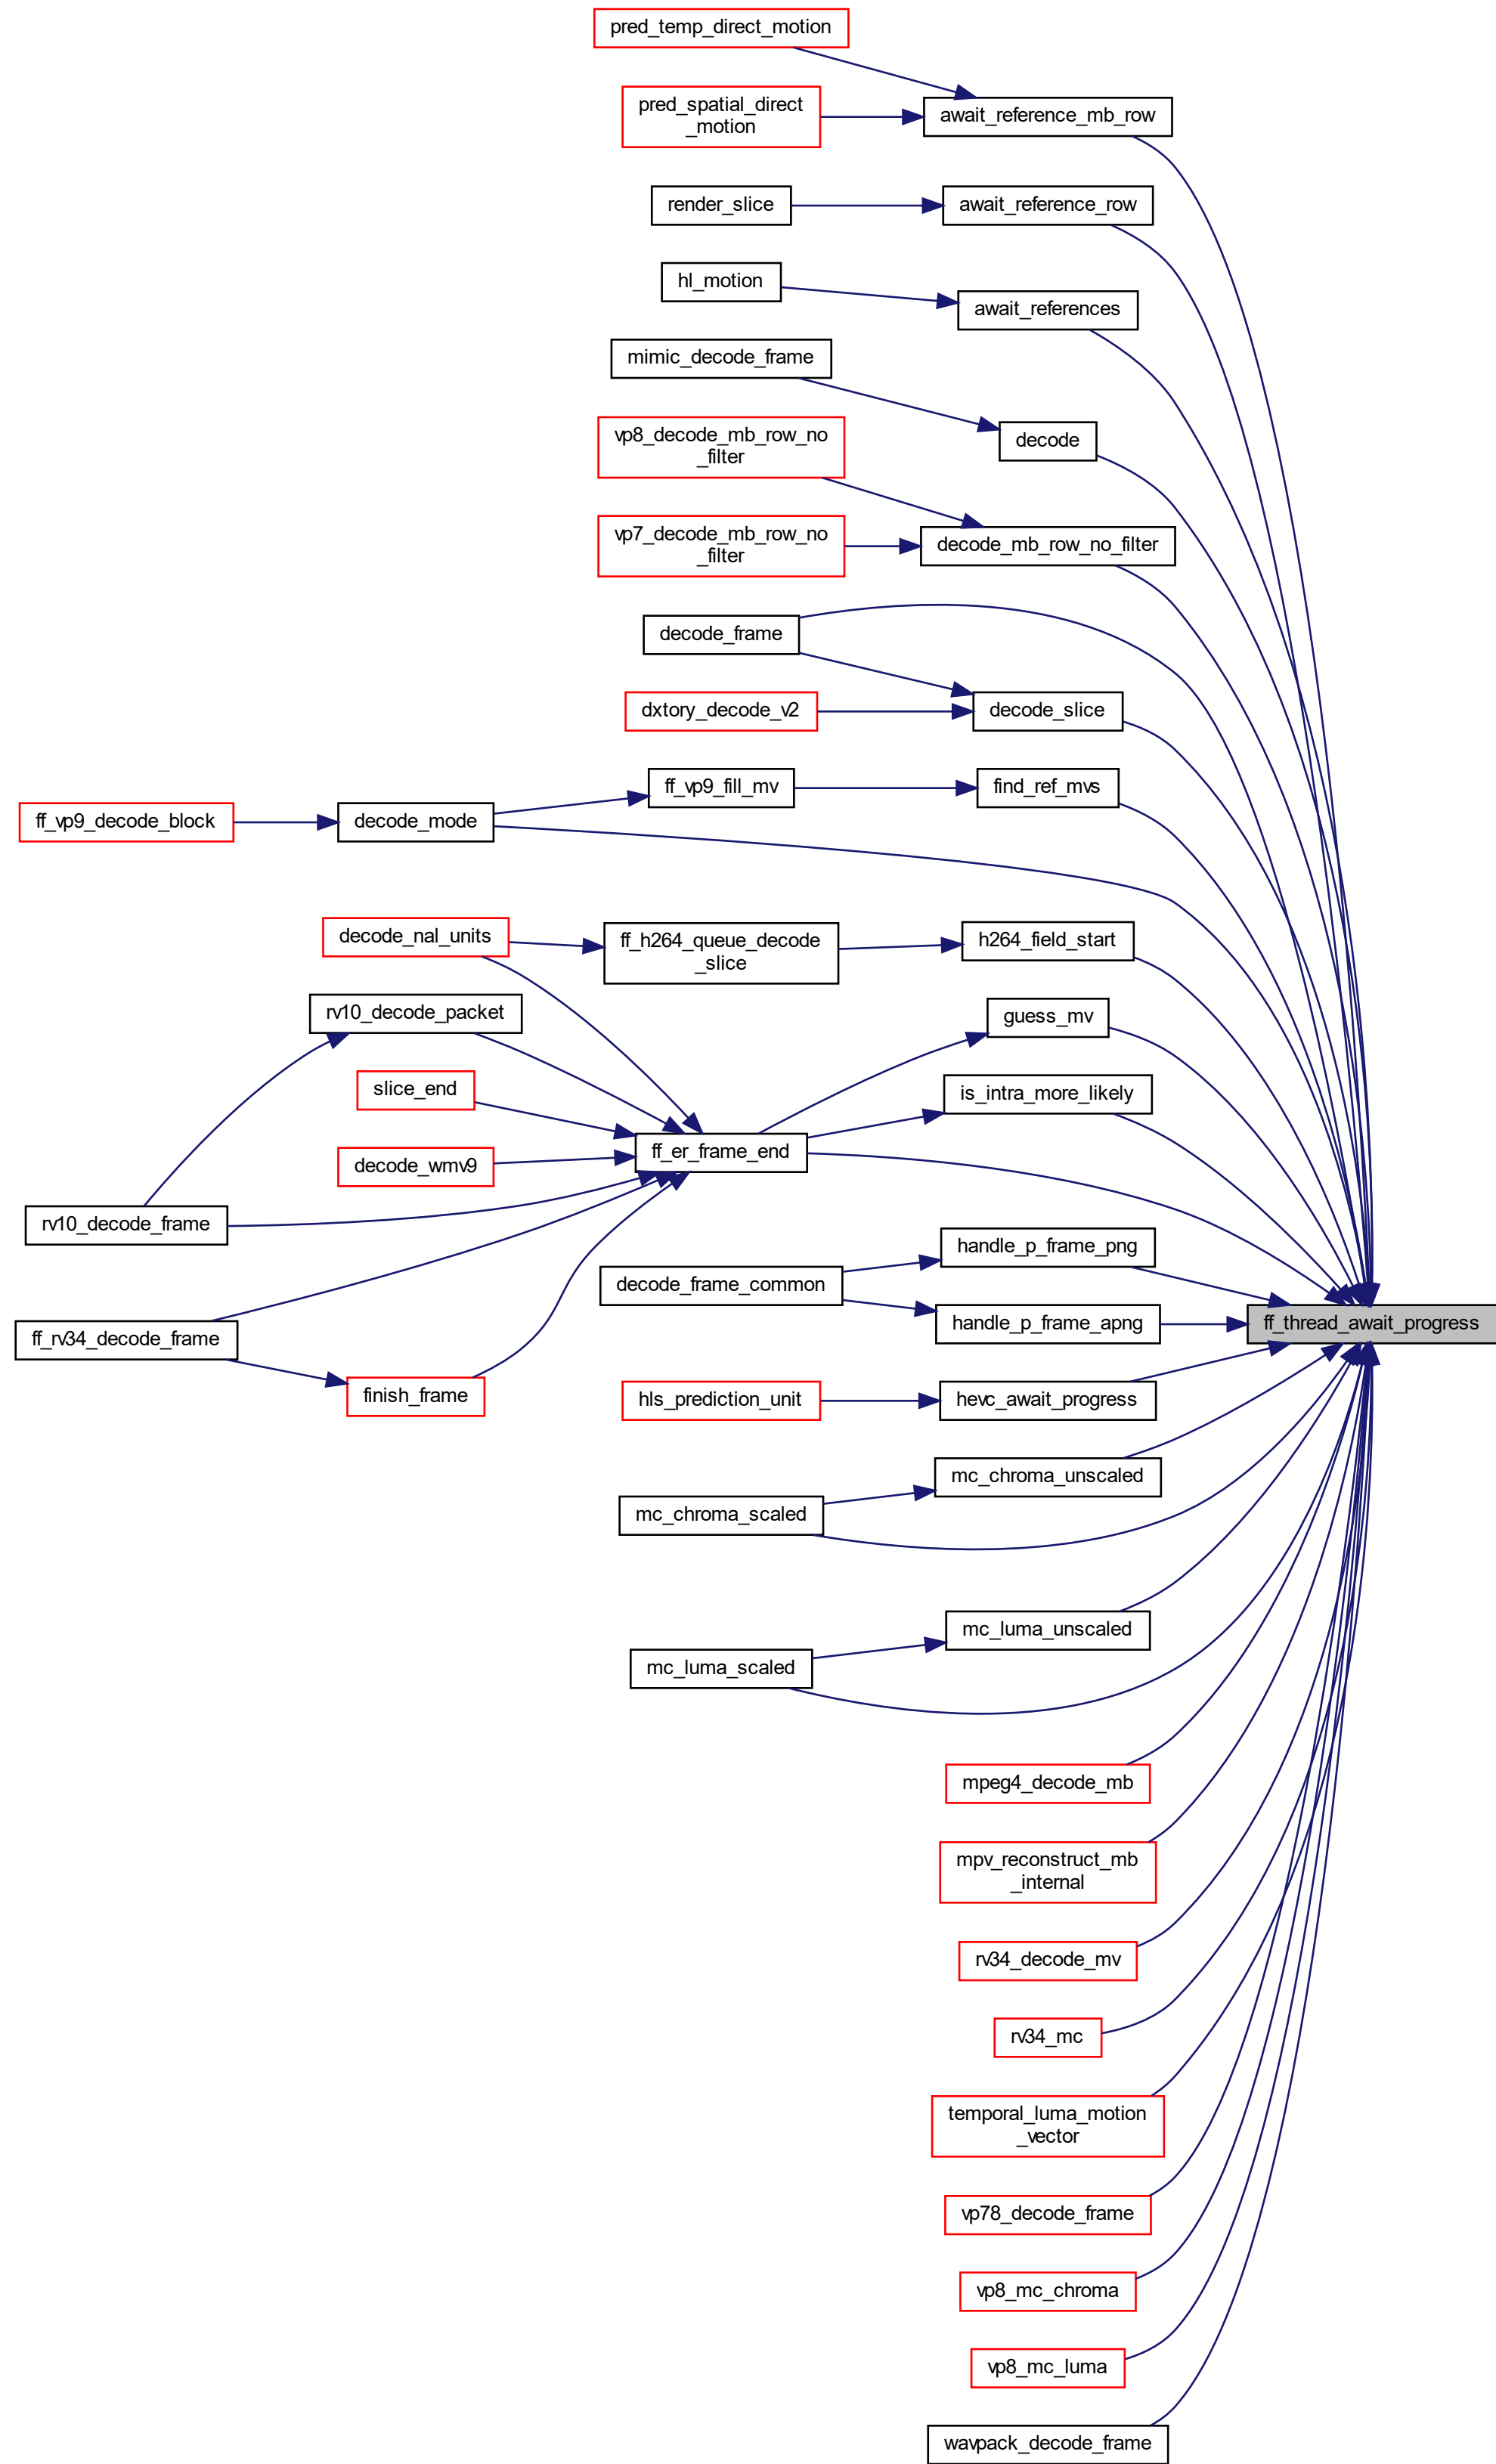 pred_temp_direct_motion
await_reference_mb_row
pred_spatial_direct
_motion
render_slice
await_reference_row
hl_motion
await_references
mimic_decode_frame
decode
vp8_decode_mb_row_no
_filter
vp7_decode_mb_row_no
_filter
decode_mb_row_no_filter
decode_frame
dxtory_decode_v2
decode_slice
ff_vp9_decode_block
decode_mode
ff_vp9_fill_mv
find_ref_mvs
decode_nal_units
ff_h264_queue_decode
_slice
h264_field_start
rv10_decode_packet
guess_mv
slice_end
is_intra_more_likely
decode_wmv9
ff_er_frame_end
rv10_decode_frame
handle_p_frame_png
decode_frame_common
ff_rv34_decode_frame
handle_p_frame_apng
ff_thread_await_progress
finish_frame
hls_prediction_unit
hevc_await_progress
mc_chroma_unscaled
mc_chroma_scaled
mc_luma_unscaled
mc_luma_scaled
mpeg4_decode_mb
mpv_reconstruct_mb
_internal
rv34_decode_mv
rv34_mc
temporal_luma_motion
_vector
vp78_decode_frame
vp8_mc_chroma
vp8_mc_luma
wavpack_decode_frame